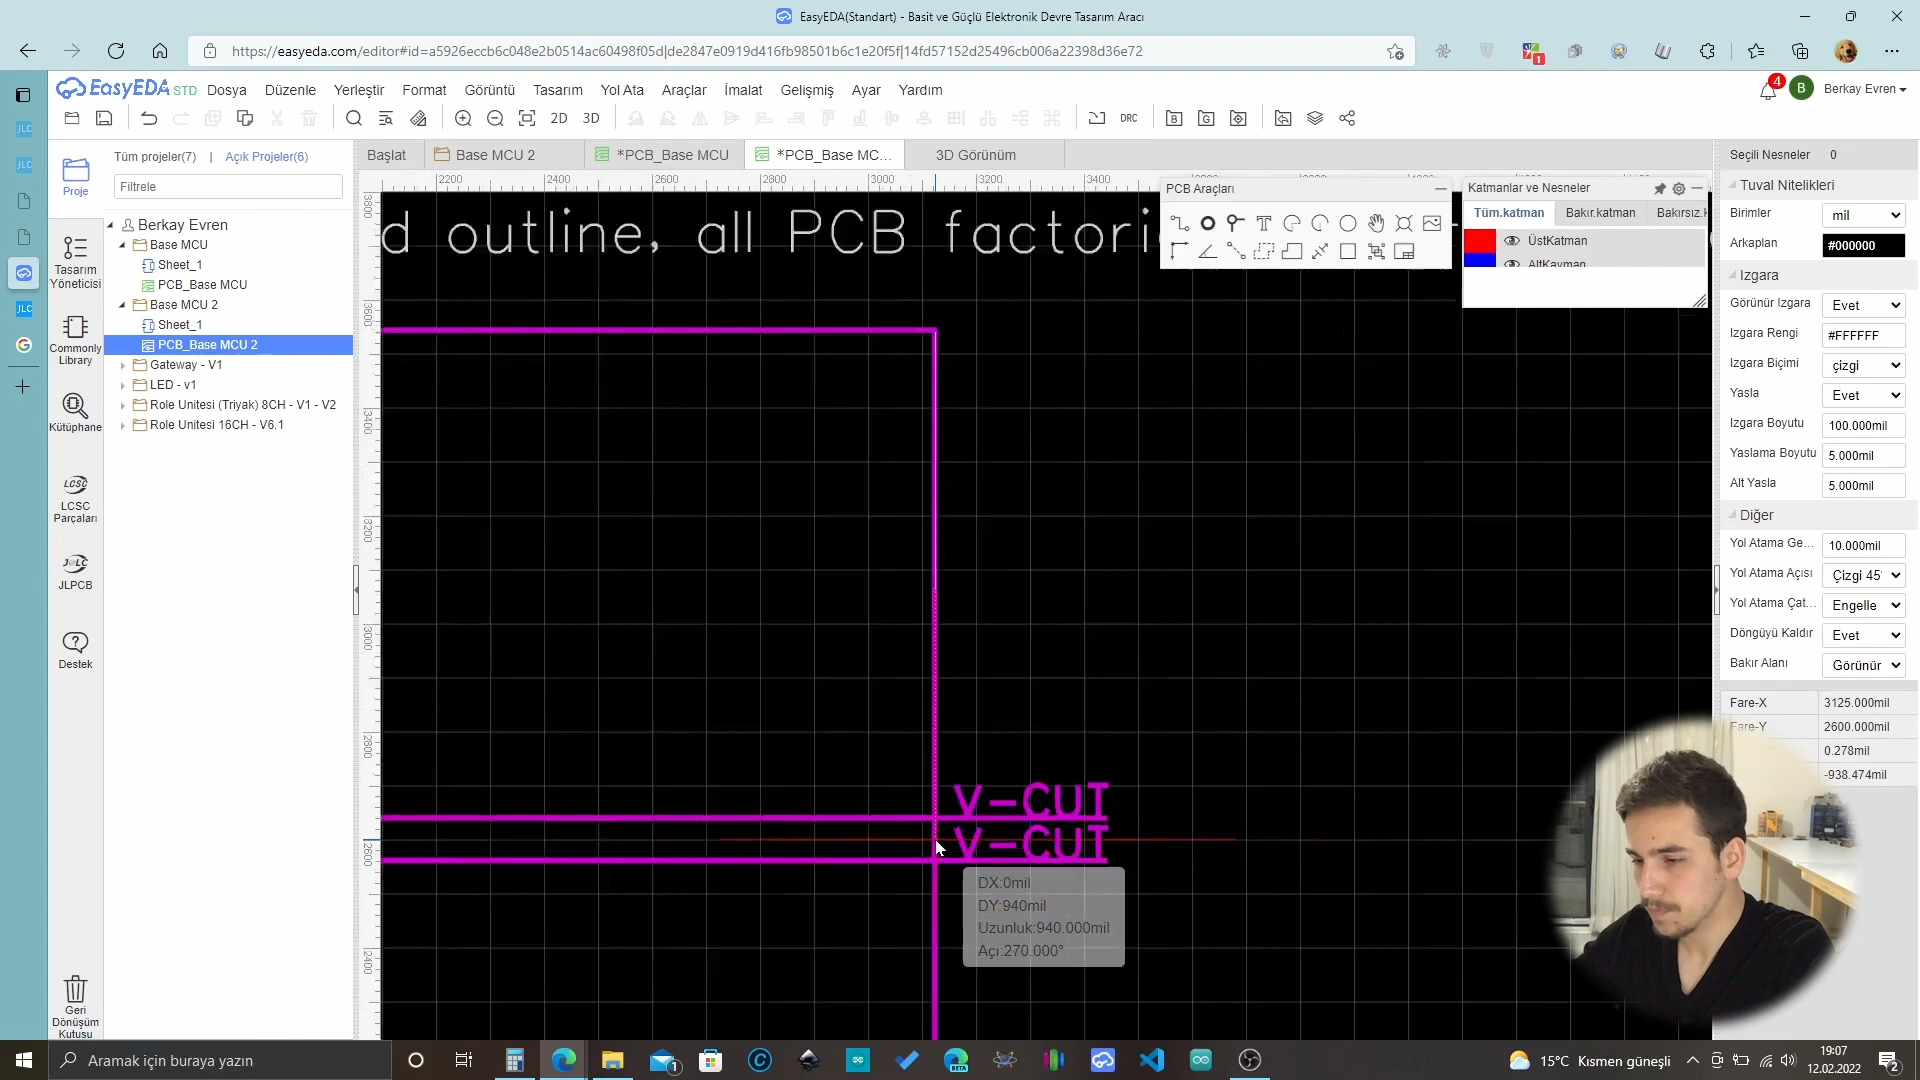 EasyEDA(Standart) - Basit ve Güçlü Elektronik Devre Tasarım Aracı
https://easyeda.com/editor#id=a5926eccb6c048e2b0514ac60498f05d|de2847e0919d416fb98501b6c1e20f5f|14fd57152d25496cb006a22398d36e72
EasyEDA STD Dosya Düzenle Yerleştir Format Görüntü Tasarım Yol Ata Araçlar İmalat Gelişmiş Ayar Yardım
4 B Berkay Evren
2D 3D DRC
Tüm projeler(7) | Açık Projeler(6)
Başlat Base MCU 2 *PCB_Base MCU *PCB_Base MC... 3D Görünüm
Proje
Filtrele
Berkay Evren
Base MCU
Sheet_1
PCB_Base MCU
Base MCU 2
Sheet_1
PCB_Base MCU 2
Gateway - V1
LED - v1
Role Unitesi (Triyak) 8CH - V1 - V2
Role Unitesi 16CH - V6.1
Tasarım
Yöneticisi
Commonly
Library
Kütüphane
LCSC
LCSC
Parçaları
JLPCB
Destek
Geri
Dönüşüm
Kutusu
2200 2400 2600 2800 3000 3200 3400
3800
3600
3400
3200
3000
2800
2600
2400
d outline, all PCB factori
V-CUT
V-CUT
DX:0mil
DY:940mil
Uzunluk:940.000mil
Açı:270.000°
PCB Araçları
Katmanlar ve Nesneler
Tüm.katman Bakır.katman Bakırsız.k
ÜstKatman
AltKayman
Seçili Nesneler 0
Tuval Nitelikleri
Birimler mil
Arkaplan #000000
Izgara
Görünür Izgara Evet
Izgara Rengi #FFFFFF
Izgara Biçimi çizgi
Yasla Evet
Izgara Boyutu 100.000mil
Yaslama Boyutu 5.000mil
Alt Yasla 5.000mil
Diğer
Yol Atama Ge... 10.000mil
Yol Atama Açısı Çizgi 45°
Yol Atama Çat... Engelle
Döngüyü Kaldır Evet
Bakır Alanı Görünür
Fare-X 3125.000mil
Fare-Y 2600.000mil
0.278mil
-938.474mil
Aramak için buraya yazın
15°C Kısmen güneşli
19:07
12.02.2022